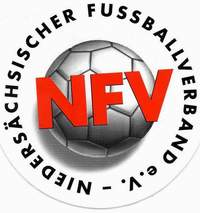 NIEDERSÄCHSISCHER FUSSBALLVERBAND e.V. –
NFV